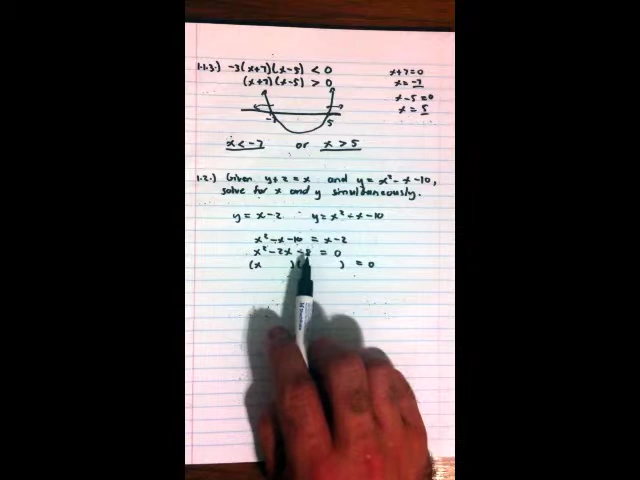 1.1.3.) -3(x+7)(x-5) < 0
(x+7)(x-5) > 0
x+7=0
x=-7
x-5=0
x=5
-7 5
x<-7 or x>5
1.2.) Given y+2=x and y=x²-x-10,
solve for x and y simultaneously.
y=x-2 y=x²-x-10
x²-x-10=x-2
x²-2x-8=0
(x )( ) =0